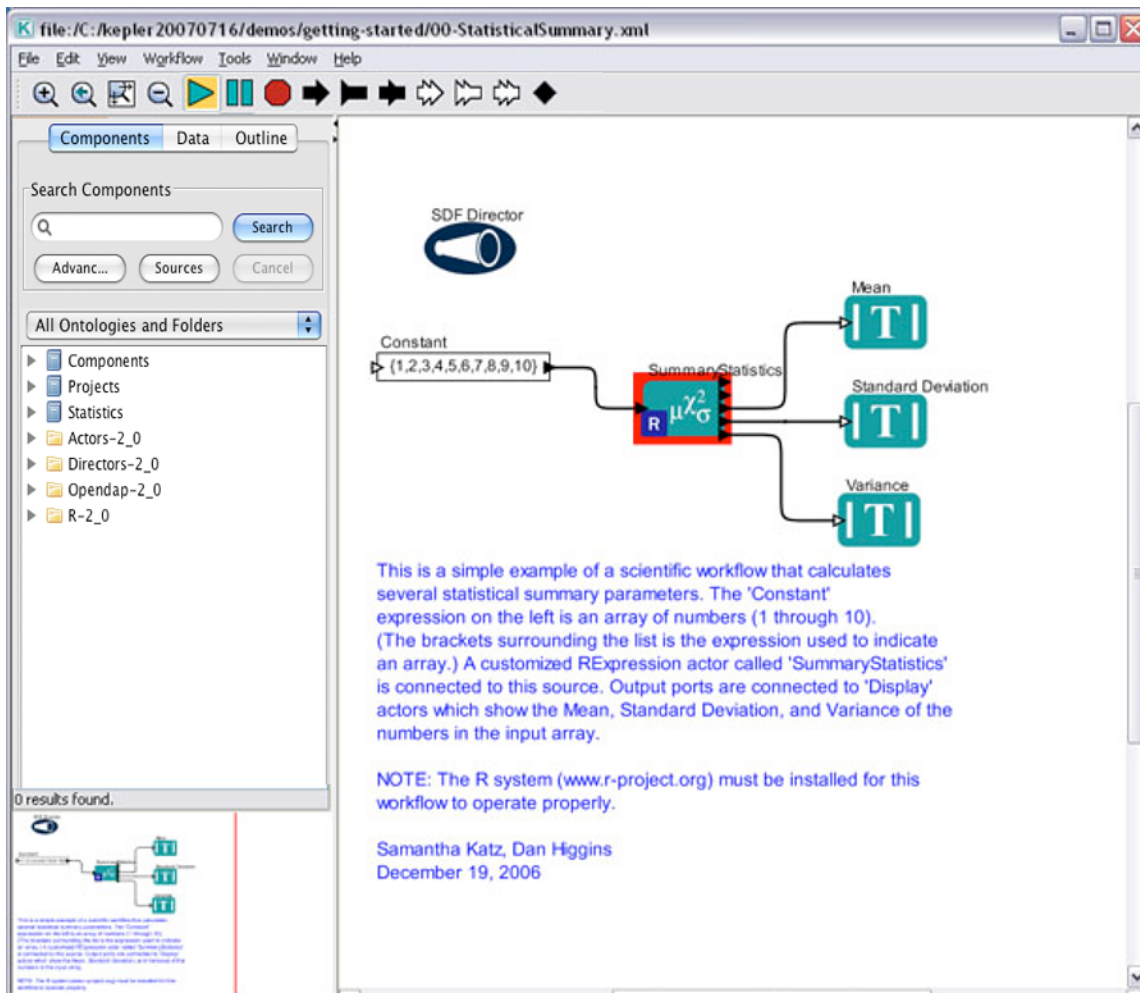 file:/C:/kepler20070716/demos/getting-started/00-StatisticalSummary.xml
File Edit View Workflow Tools Window Help
Components Data Outline
Search Components
Search
Advanc... Sources Cancel
All Ontologies and Folders
Components
Projects
Statistics
Actors-2_0
Directors-2_0
Opendap-2_0
R-2_0
0 results found.
SDF Director
Constant
{1,2,3,4,5,6,7,8,9,10}
SummaryStatistics
R μχ²σ
Mean
T
Standard Deviation
T
Variance
T
This is a simple example of a scientific workflow that calculates
several statistical summary parameters. The 'Constant'
expression on the left is an array of numbers (1 through 10).
(The brackets surrounding the list is the expression used to indicate
an array.) A customized RExpression actor called 'SummaryStatistics'
is connected to this source. Output ports are connected to 'Display'
actors which show the Mean, Standard Deviation, and Variance of the
numbers in the input array.
NOTE: The R system (www.r-project.org) must be installed for this
workflow to operate properly.
Samantha Katz, Dan Higgins
December 19, 2006